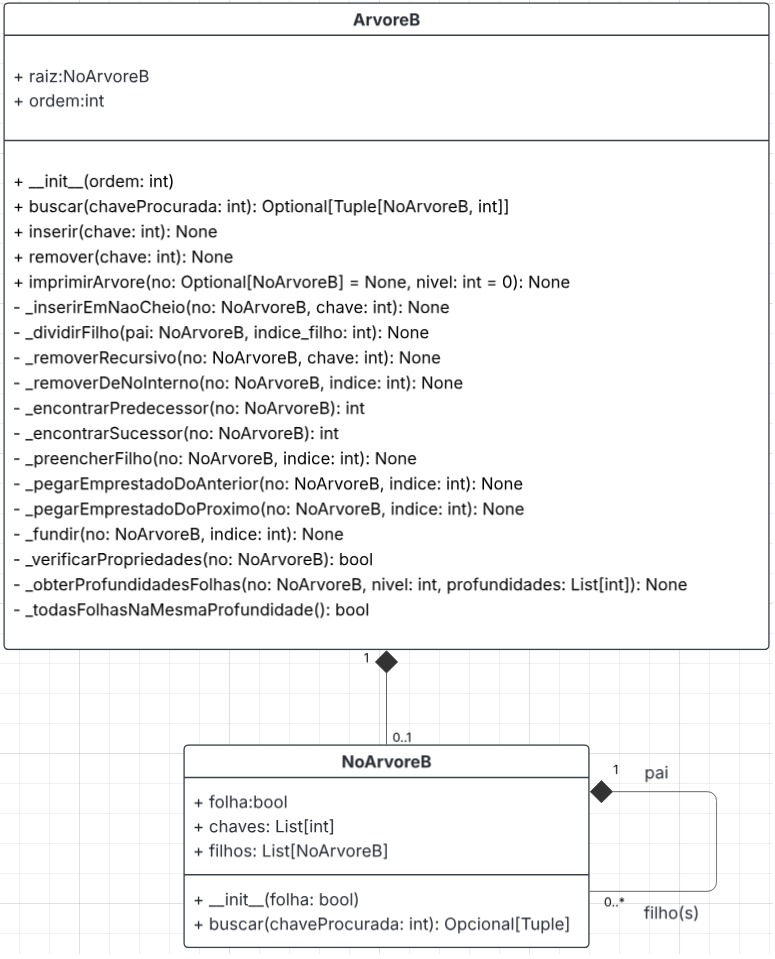 ArvoreB
+ raiz:NoArvoreB
+ ordem:int
+ __init__(ordem: int)
+ buscar(chaveProcurada: int): Optional[Tuple[NoArvoreB, int]]
+ inserir(chave: int): None
+ remover(chave: int): None
+ imprimirArvore(no: Optional[NoArvoreB] = None, nivel: int = 0): None
- _inserirEmNaoCheio(no: NoArvoreB, chave: int): None
- _dividirFilho(pai: NoArvoreB, indice_filho: int): None
- _removerRecursivo(no: NoArvoreB, chave: int): None
- _removerDeNoInterno(no: NoArvoreB, indice: int): None
- _encontrarPredecessor(no: NoArvoreB): int
- _encontrarSucessor(no: NoArvoreB): int
- _preencherFilho(no: NoArvoreB, indice: int): None
- _pegarEmprestadoDoAnterior(no: NoArvoreB, indice: int): None
- _pegarEmprestadoDoProximo(no: NoArvoreB, indice: int): None
- _fundir(no: NoArvoreB, indice: int): None
- _verificarPropriedades(no: NoArvoreB): bool
- _obterProfundidadesFolhas(no: NoArvoreB, nivel: int, profundidades: List[int]): None
- _todasFolhasNaMesmaProfundidade(): bool
1
0..1
NoArvoreB
+ folha:bool
+ chaves: List[int]
+ filhos: List[NoArvoreB]
+ __init__(folha: bool)
+ buscar(chaveProcurada: int): Opcional[Tuple]
1 pai
0..* filho(s)